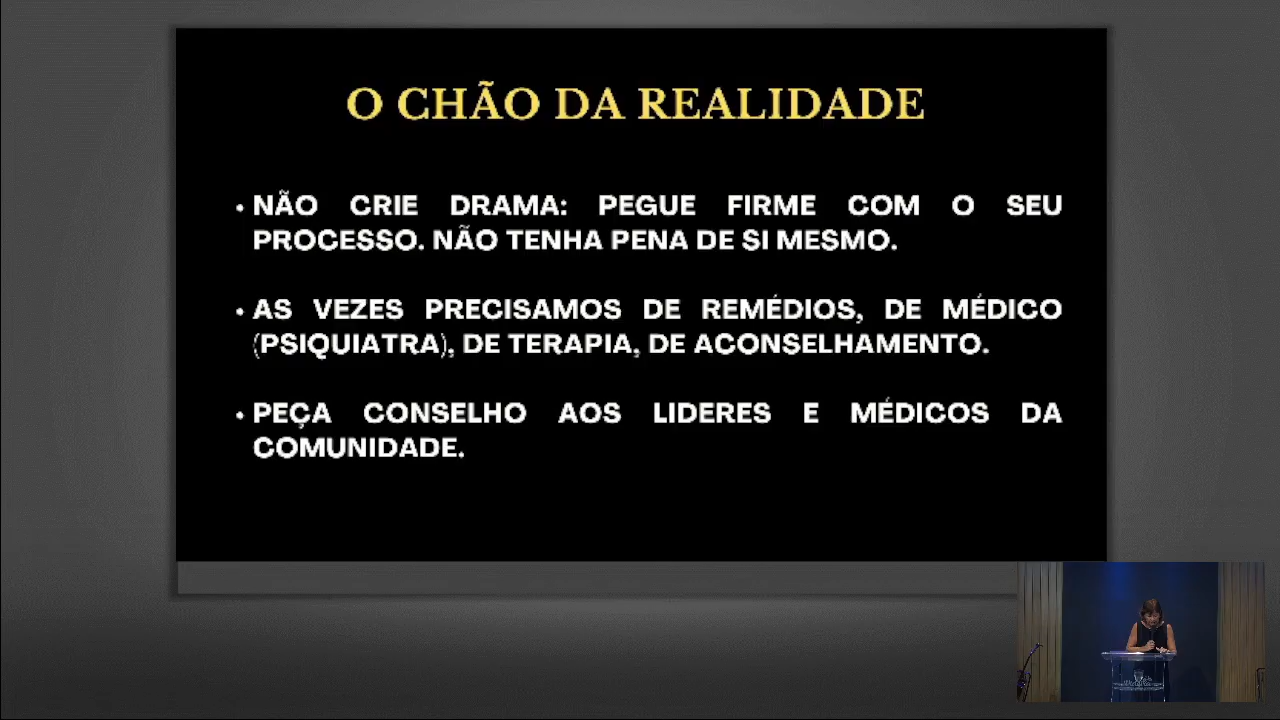 O CHÃO DA REALIDADE
• NÃO CRIE DRAMA: PEGUE FIRME COM O SEU
PROCESSO. NÃO TENHA PENA DE SI MESMO.
• AS VEZES PRECISAMOS DE REMÉDIOS, DE MÉDICO
(PSIQUIATRA), DE TERAPIA, DE ACONSELHAMENTO.
• PEÇA CONSELHO AOS LIDERES E MÉDICOS DA
COMUNIDADE.